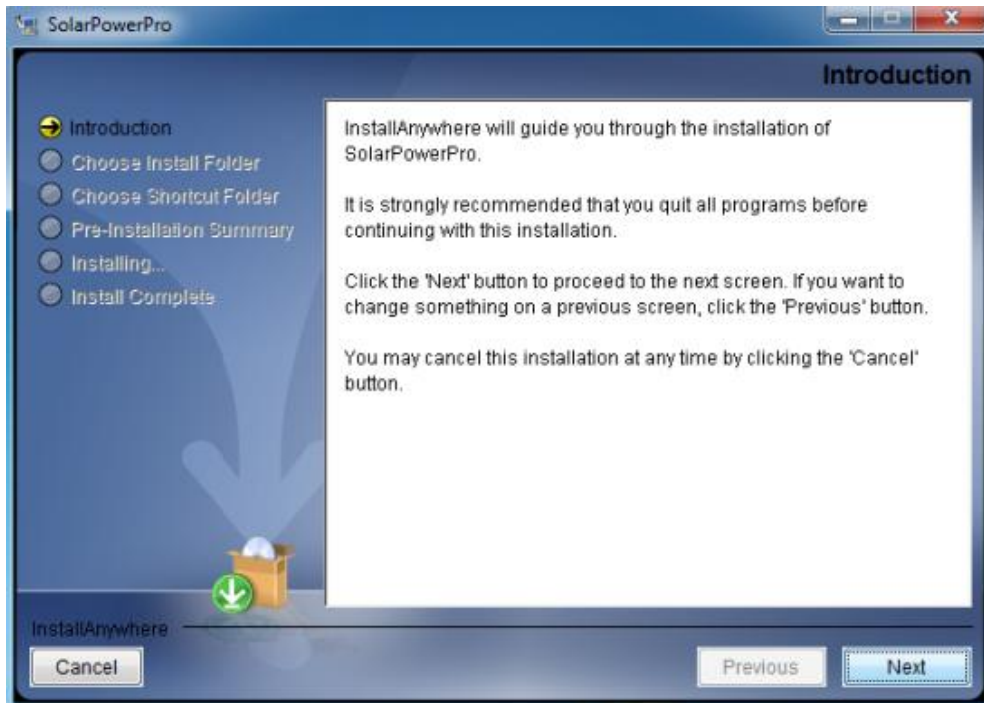 SolarPowerPro
Introduction
Introduction
Choose Install Folder
Choose Shortcut Folder
Pre-Installation Summary
Installing...
Install Complete
InstallAnywhere will guide you through the installation of
SolarPowerPro.
It is strongly recommended that you quit all programs before
continuing with this installation.
Click the 'Next' button to proceed to the next screen. If you want to
change something on a previous screen, click the 'Previous' button.
You may cancel this installation at any time by clicking the 'Cancel'
button.
InstallAnywhere
Cancel
Previous
Next